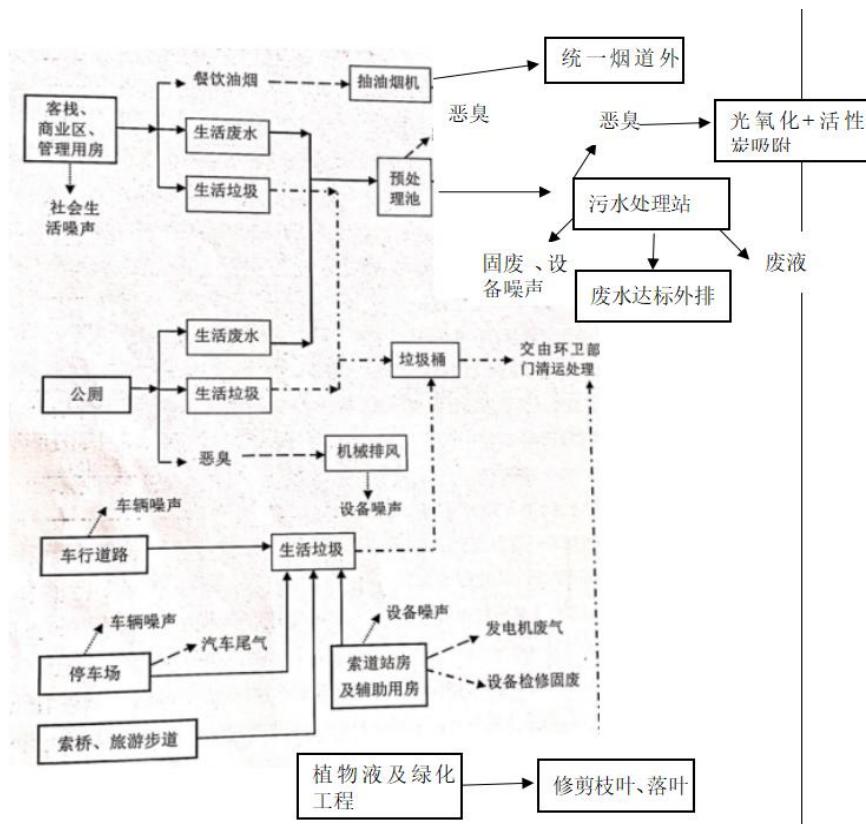 餐饮油烟
抽油烟机
统一烟道外
客栈、
商业区、
管理用房
生活废水
恶臭
恶臭
光氧化+活性
炭吸附
生活垃圾
预处
理池
污水处理站
社会生
活噪声
固废、设
备噪声
废液
废水达标外排
生活废水
垃圾桶
交由环卫部
门清运处理
公厕
生活垃圾
恶臭
机械排风
设备噪声
车辆噪声
车行道路
生活垃圾
车辆噪声
汽车尾气
设备噪声
发电机废气
停车场
索道站房
及辅助用房
设备检修固废
索桥、旅游步道
植物液及绿化
工程
修剪枝叶、落叶